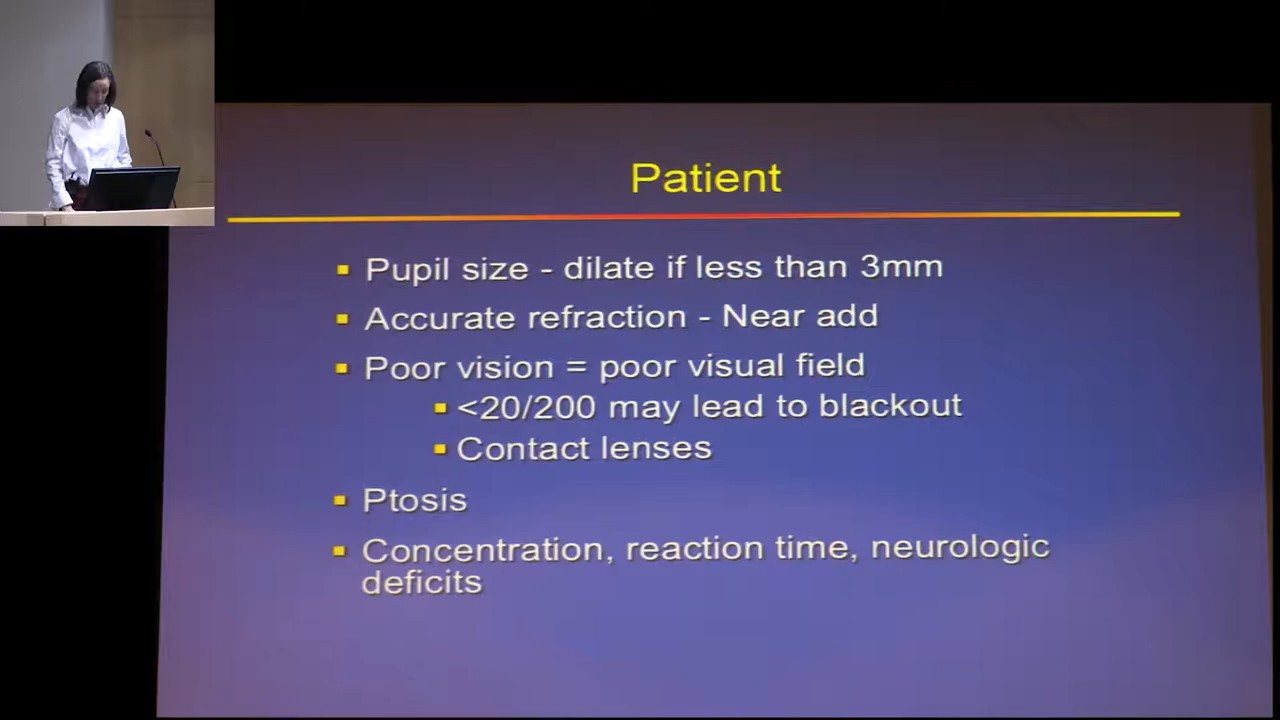 Patient
▪ Pupil size - dilate if less than 3mm
▪ Accurate refraction - Near add
▪ Poor vision = poor visual field
▪ <20/200 may lead to blackout
▪ Contact lenses
▪ Ptosis
▪ Concentration, reaction time, neurologic
deficits